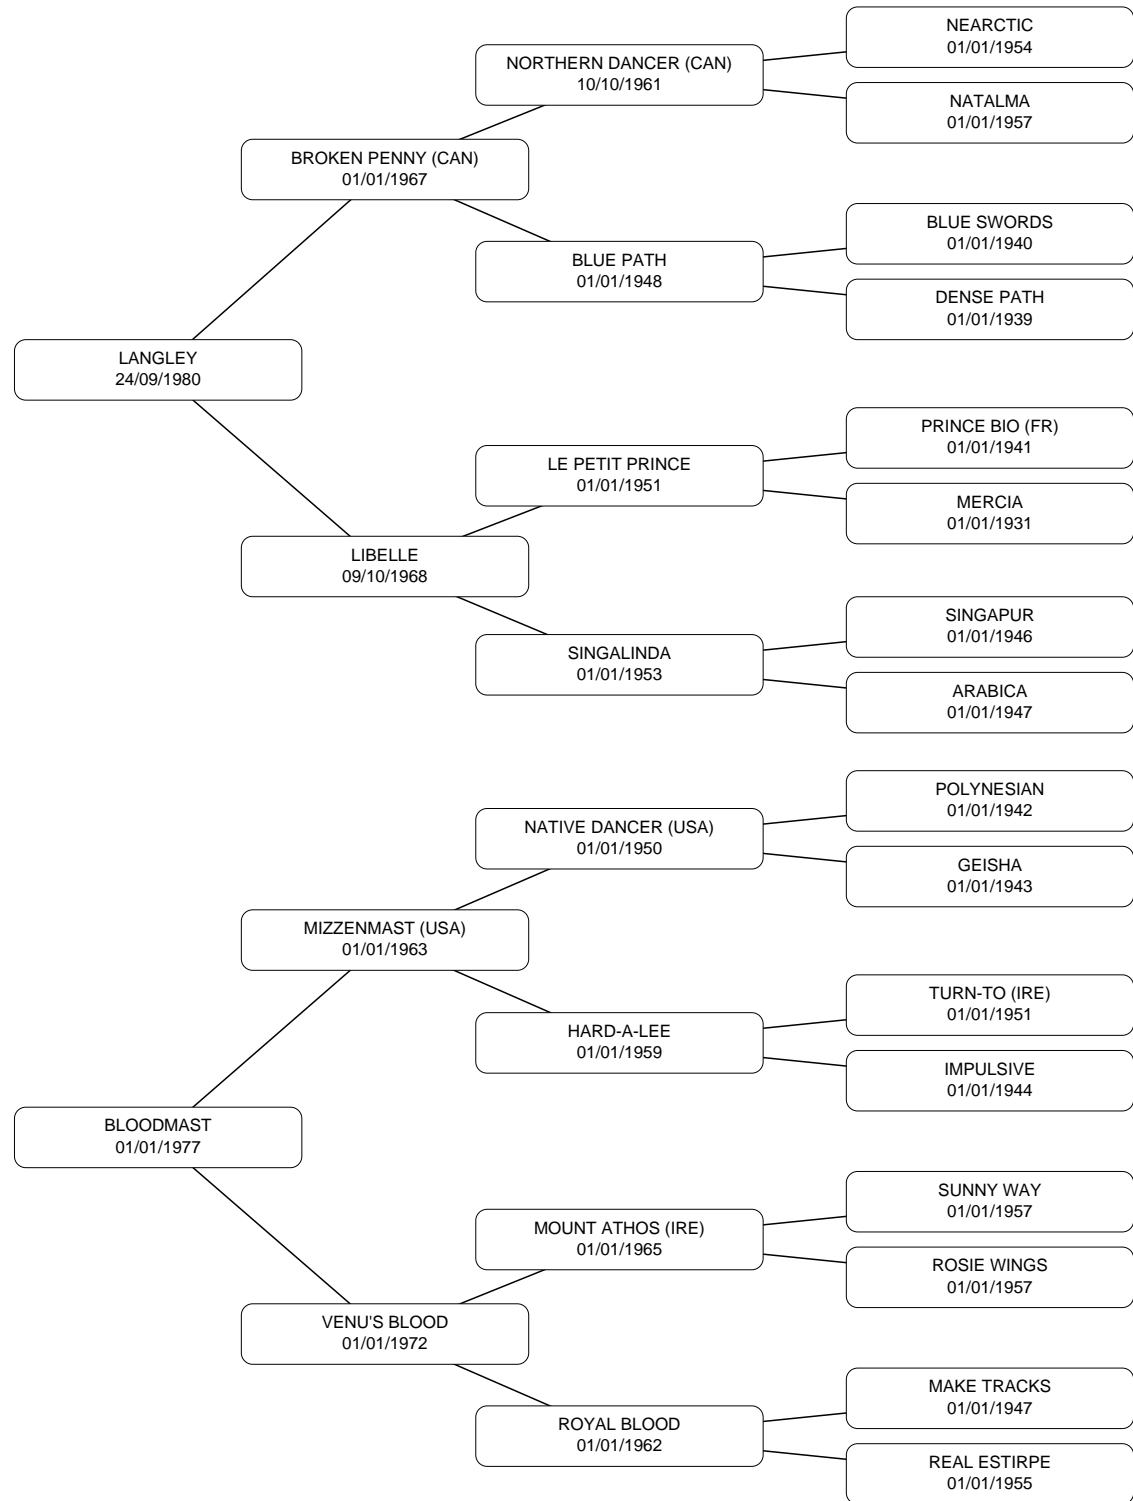 NEARCTIC
01/01/1954
NORTHERN DANCER (CAN)
10/10/1961
NATALMA
01/01/1957
BROKEN PENNY (CAN)
01/01/1967
BLUE SWORDS
01/01/1940
BLUE PATH
01/01/1948
DENSE PATH
01/01/1939
LANGLEY
24/09/1980
PRINCE BIO (FR)
01/01/1941
LE PETIT PRINCE
01/01/1951
MERCIA
01/01/1931
LIBELLE
09/10/1968
SINGAPUR
01/01/1946
SINGALINDA
01/01/1953
ARABICA
01/01/1947
POLYNESIAN
01/01/1942
NATIVE DANCER (USA)
01/01/1950
GEISHA
01/01/1943
MIZZENMAST (USA)
01/01/1963
TURN-TO (IRE)
01/01/1951
HARD-A-LEE
01/01/1959
IMPULSIVE
01/01/1944
BLOODMAST
01/01/1977
SUNNY WAY
01/01/1957
MOUNT ATHOS (IRE)
01/01/1965
ROSIE WINGS
01/01/1957
VENU'S BLOOD
01/01/1972
MAKE TRACKS
01/01/1947
ROYAL BLOOD
01/01/1962
REAL ESTIRPE
01/01/1955